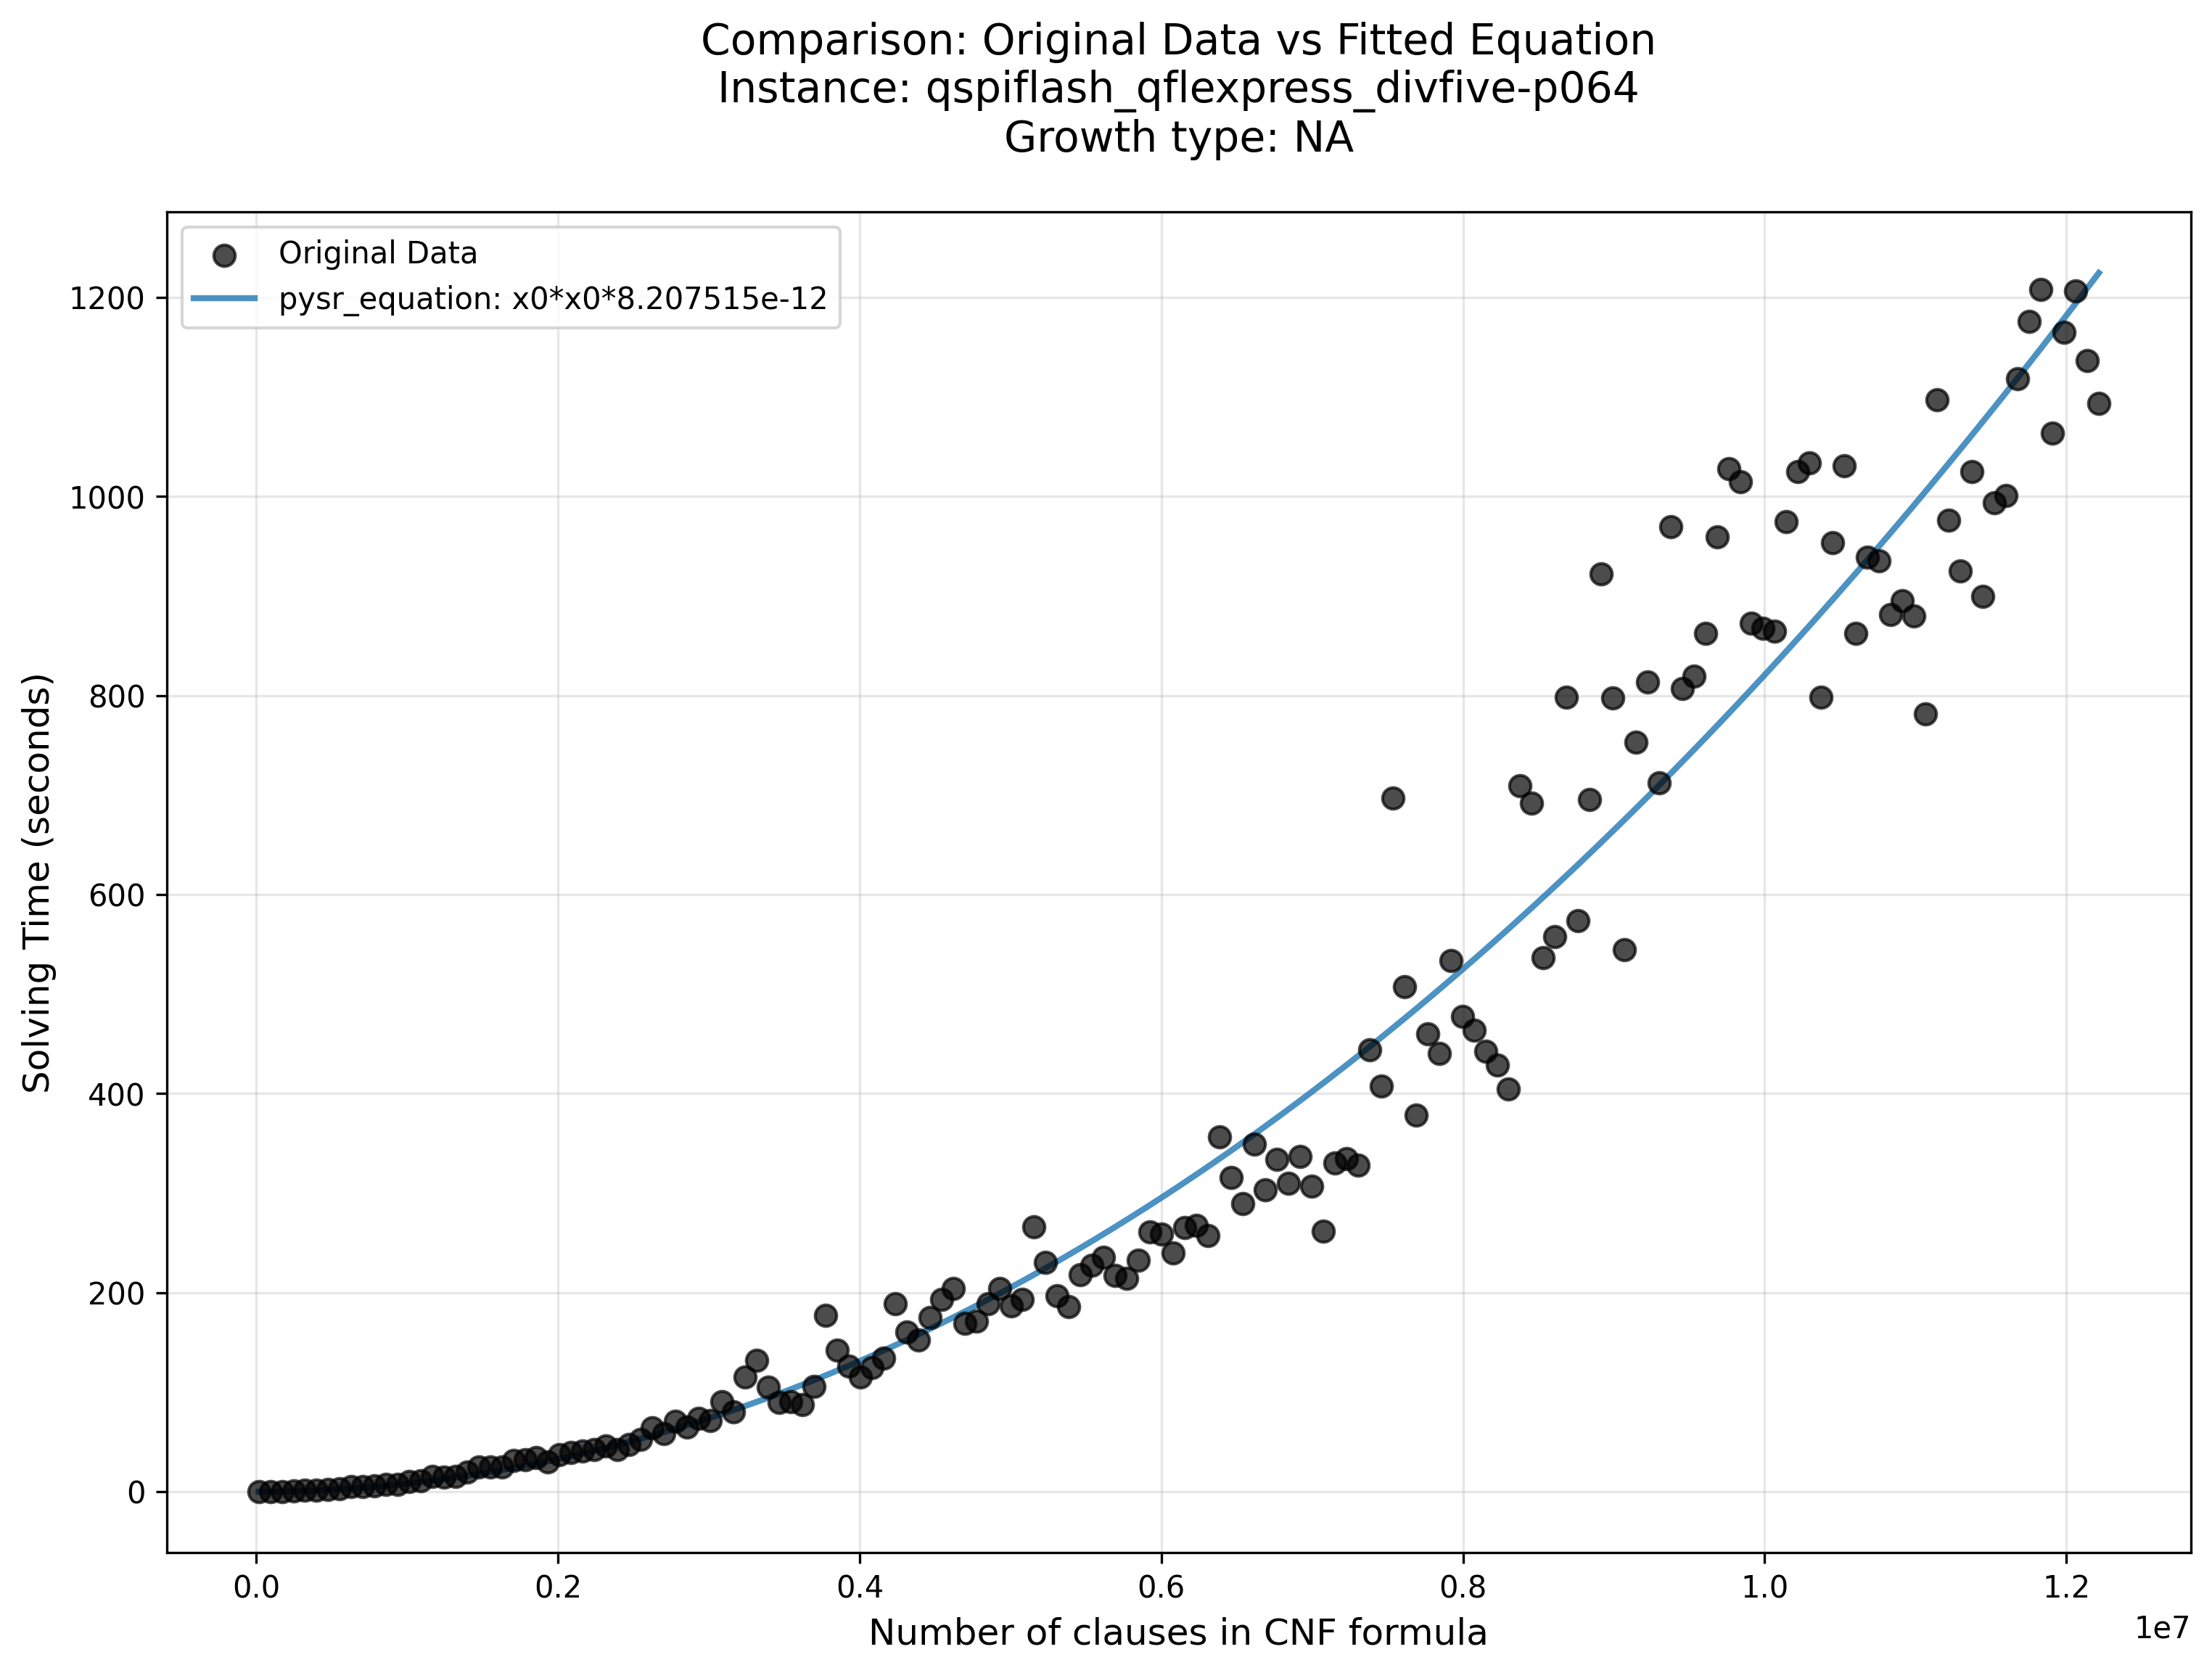 Comparison: Original Data vs Fitted Equation
Instance: qspiflash_qflexpress_divfive-p064
Growth type: NA
Original Data
pysr_equation: x0*x0*8.207515e-12
1200
1000
800
600
400
200
0
Solving Time (seconds)
0.0 0.2 0.4 0.6 0.8 1.0 1.2
1e7
Number of clauses in CNF formula